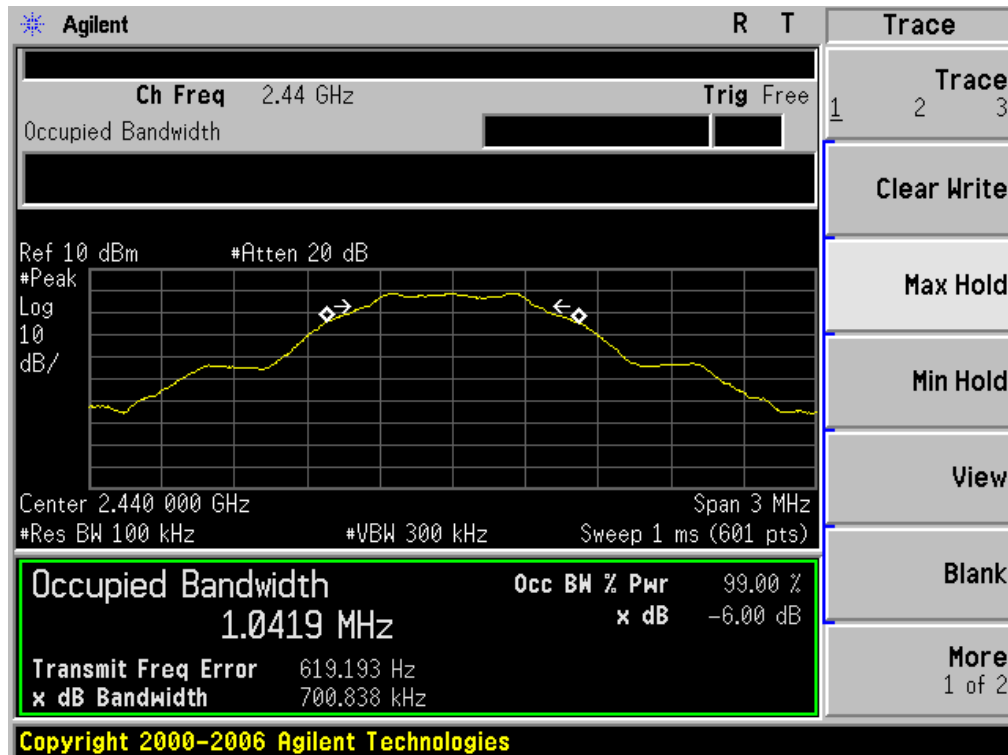 Agilent R T Trace
Ch Freq 2.44 GHz Trig Free
Occupied Bandwidth
Trace
1 2 3
Clear Write
Max Hold
Min Hold
View
Blank
More
1 of 2
Ref 10 dBm #Atten 20 dB
#Peak
Log
10
dB/
Center 2.440 000 GHz Span 3 MHz
#Res BW 100 kHz #VBW 300 kHz Sweep 1 ms (601 pts)
Occupied Bandwidth Occ BW % Pwr 99.00 %
1.0419 MHz x dB -6.00 dB
Transmit Freq Error 619.193 Hz
x dB Bandwidth 700.838 kHz
Copyright 2000-2006 Agilent Technologies